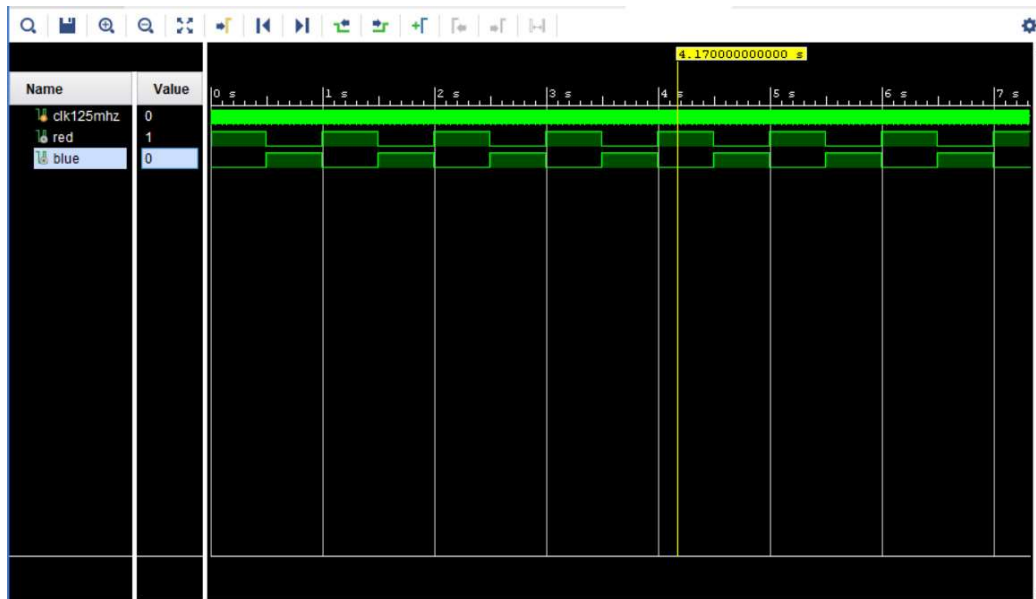 4.170000000000 s
Name Value
0 s 1 s 2 s 3 s 4 s 5 s 6 s 7 s
clk125mhz 0
red 1
blue 0